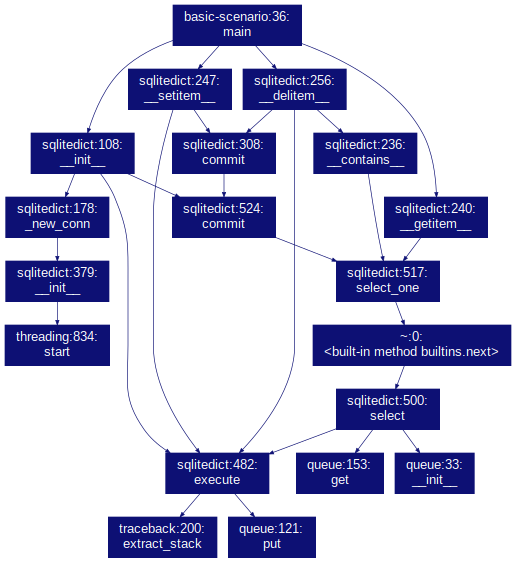 basic-scenario:36:
main
sqlitedict:247:
__setitem__
sqlitedict:256:
__delitem__
sqlitedict:108:
__init__
sqlitedict:308:
commit
sqlitedict:236:
__contains__
sqlitedict:178:
_new_conn
sqlitedict:524:
commit
sqlitedict:240:
__getitem__
sqlitedict:379:
__init__
sqlitedict:517:
select_one
threading:834:
start
~:0:
<built-in method builtins.next>
sqlitedict:500:
select
sqlitedict:482:
execute
queue:153:
get
queue:33:
__init__
traceback:200:
extract_stack
queue:121:
put